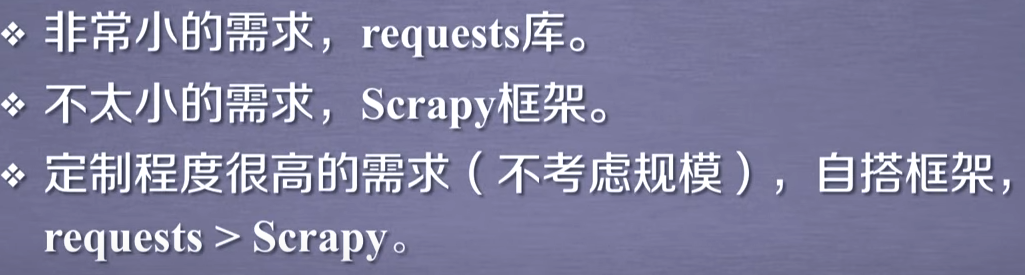 ❖ 非常小的需求，requests库。
❖ 不太小的需求，Scrapy框架。
❖ 定制程度很高的需求（不考虑规模），自搭框架，
requests > Scrapy。